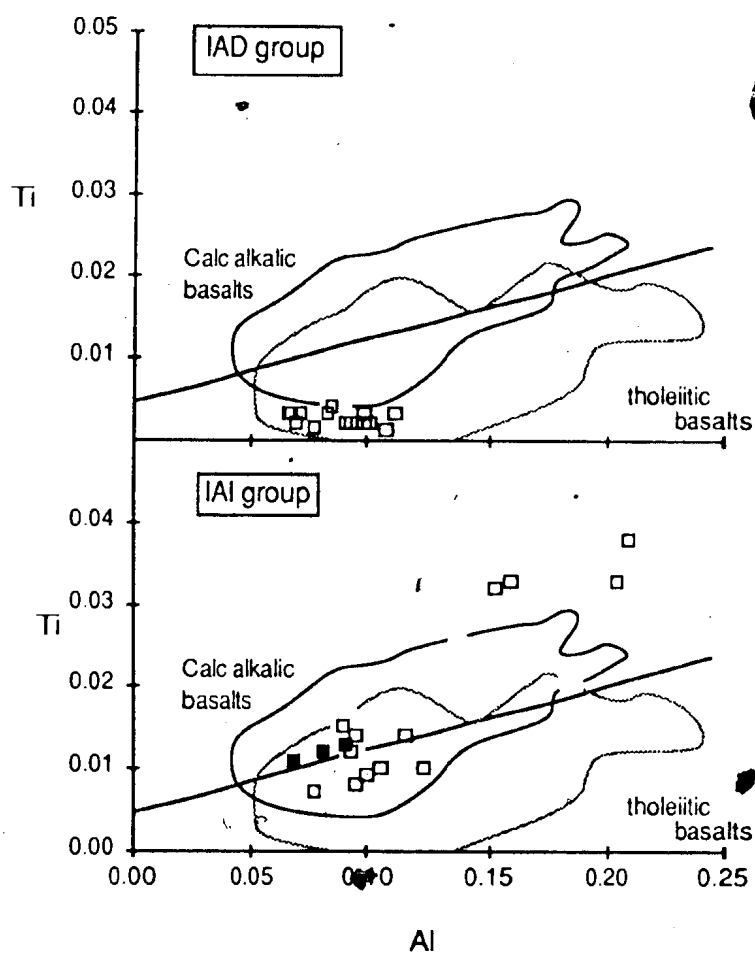 0.05
IAD group
0.04
Ti
0.03
Calc alkalic
basalts
0.02
0.01
tholeiitic
basalts
IAI group
0.04
Ti
0.03
Calc alkalic
basalts
0.02
0.01
tholeiitic
basalts
0.00
0.00 0.05 0.10 0.15 0.20 0.25
Al